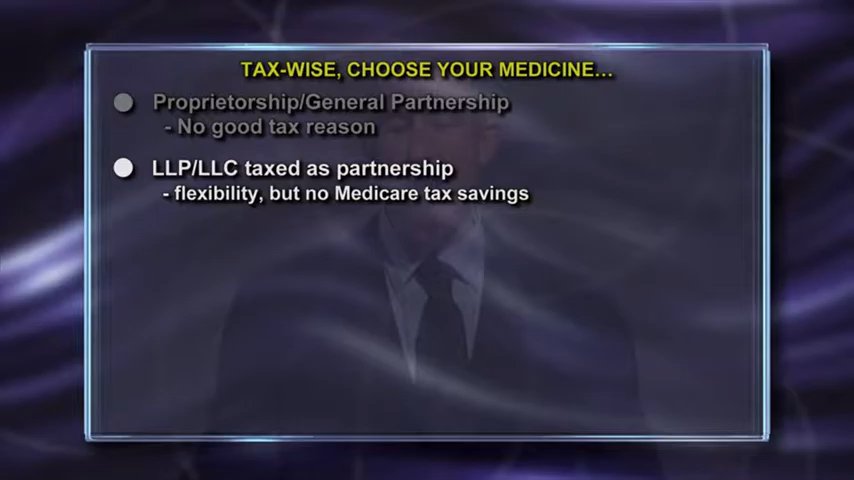 TAX-WISE, CHOOSE YOUR MEDICINE...
Proprietorship/General Partnership
- No good tax reason
LLP/LLC taxed as partnership
- flexibility, but no Medicare tax savings